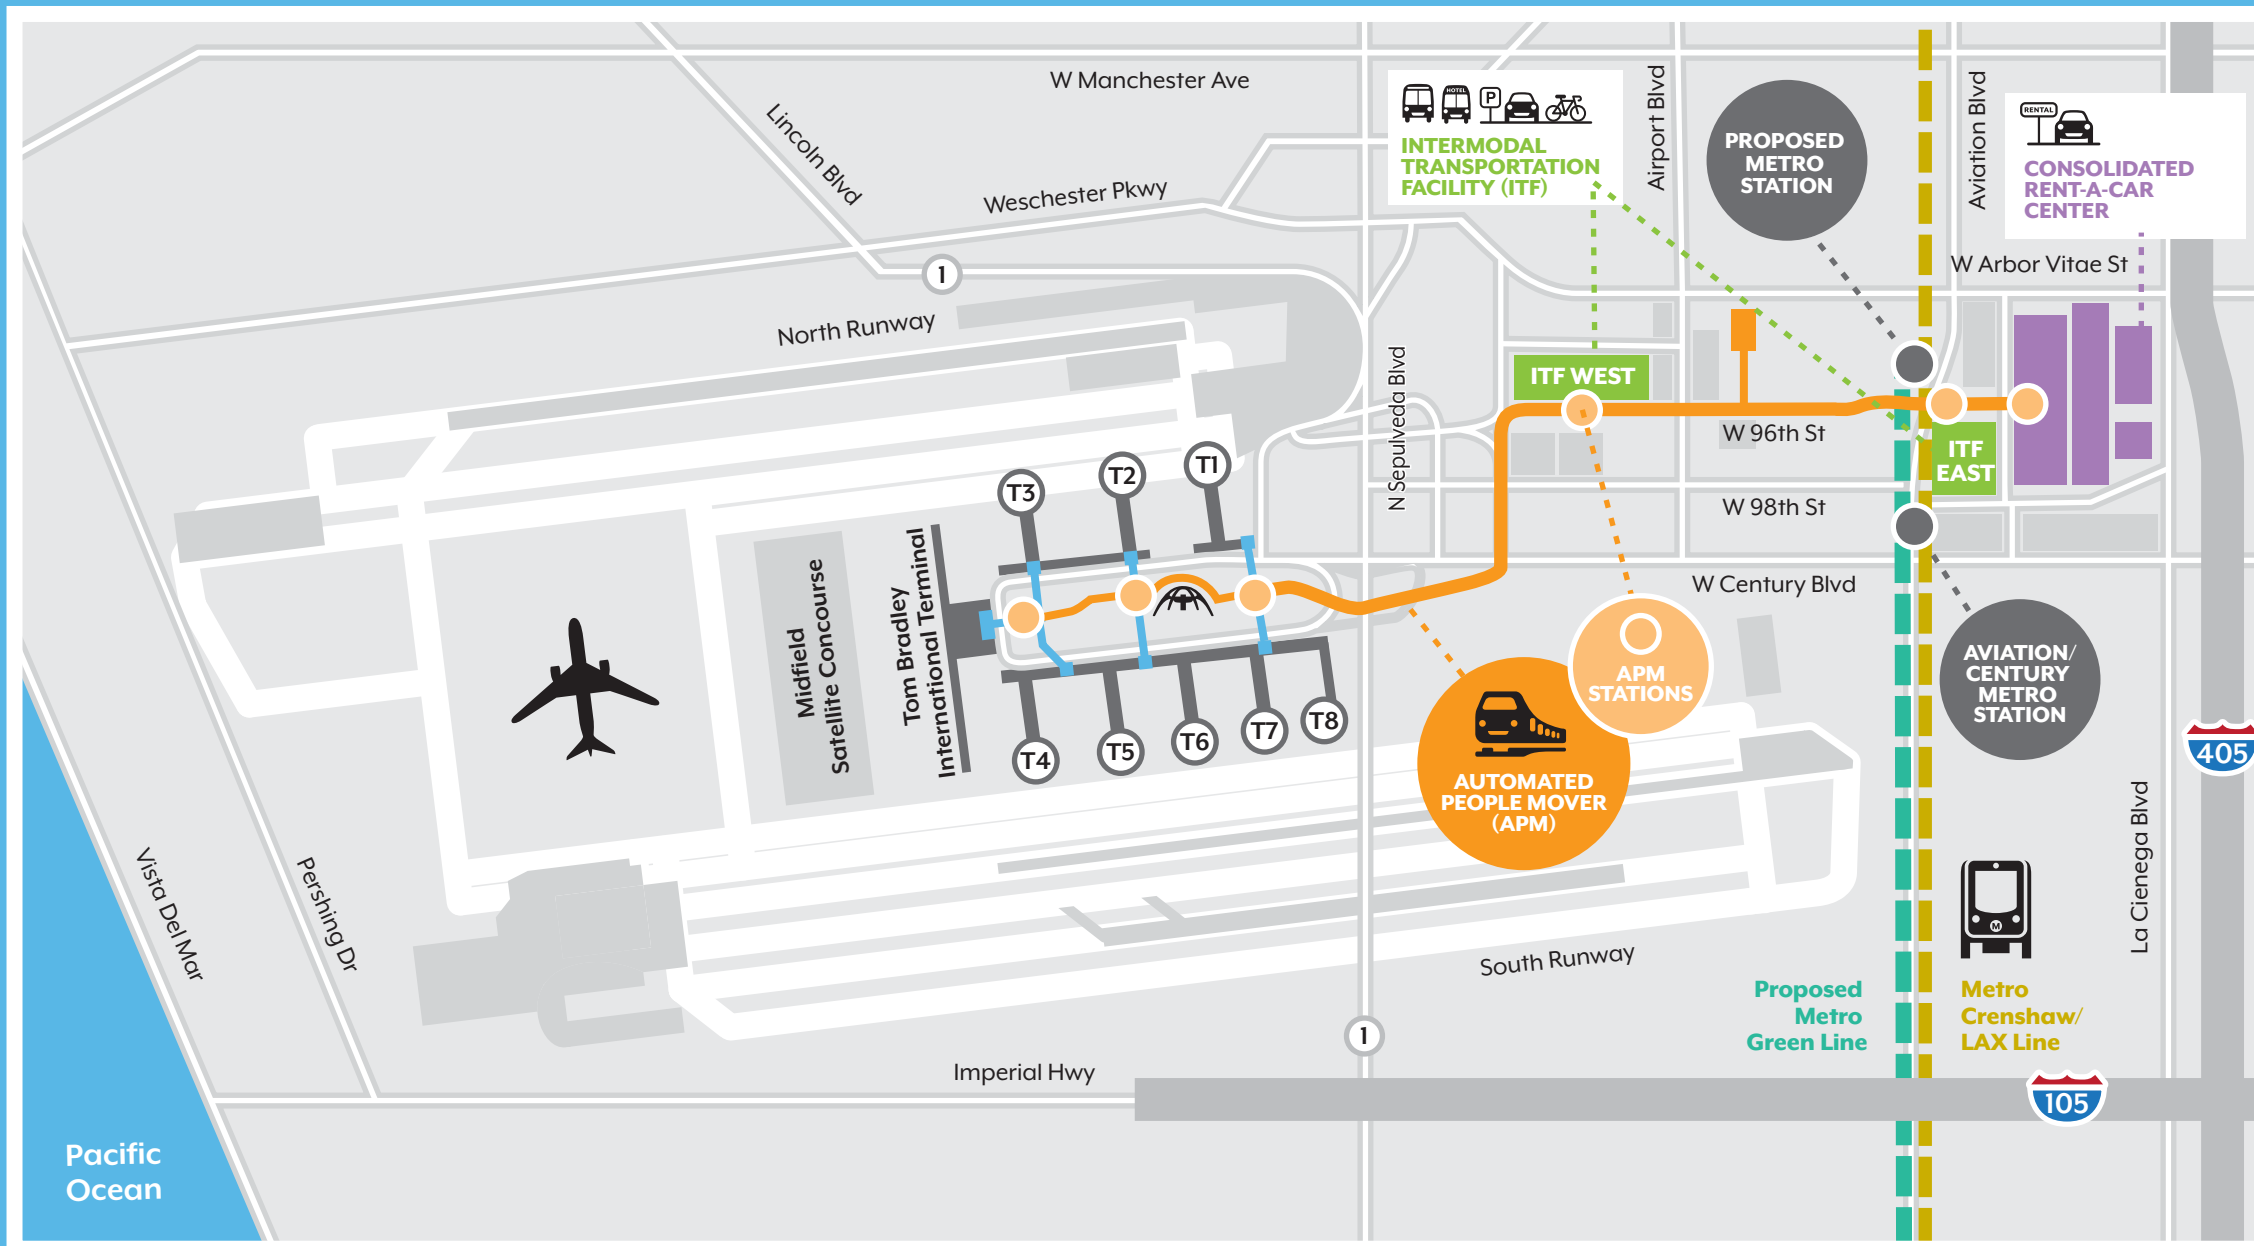 W Manchester Ave
Lincoln Blvd
Weschester Pkwy
1
North Runway
HOTEL
P
INTERMODAL
TRANSPORTATION
FACILITY (ITF)
Airport Blvd
PROPOSED
METRO
STATION
Aviation Blvd
RENTAL
CONSOLIDATED
RENT-A-CAR
CENTER
W Arbor Vitae St
N Sepulveda Blvd
ITF WEST
W 96th St
ITF
EAST
W 98th St
W Century Blvd
T3
T2
T1
Midfield
Satellite Concourse
Tom Bradley
International Terminal
T4
T5
T6
T7
T8
APM
STATIONS
AUTOMATED
PEOPLE MOVER
(APM)
AVIATION/
CENTURY
METRO
STATION
405
La Cienega Blvd
M
Vista Del Mar
Pershing Dr
South Runway
Proposed
Metro
Green Line
Metro
Crenshaw/
LAX Line
1
Imperial Hwy
105
Pacific
Ocean